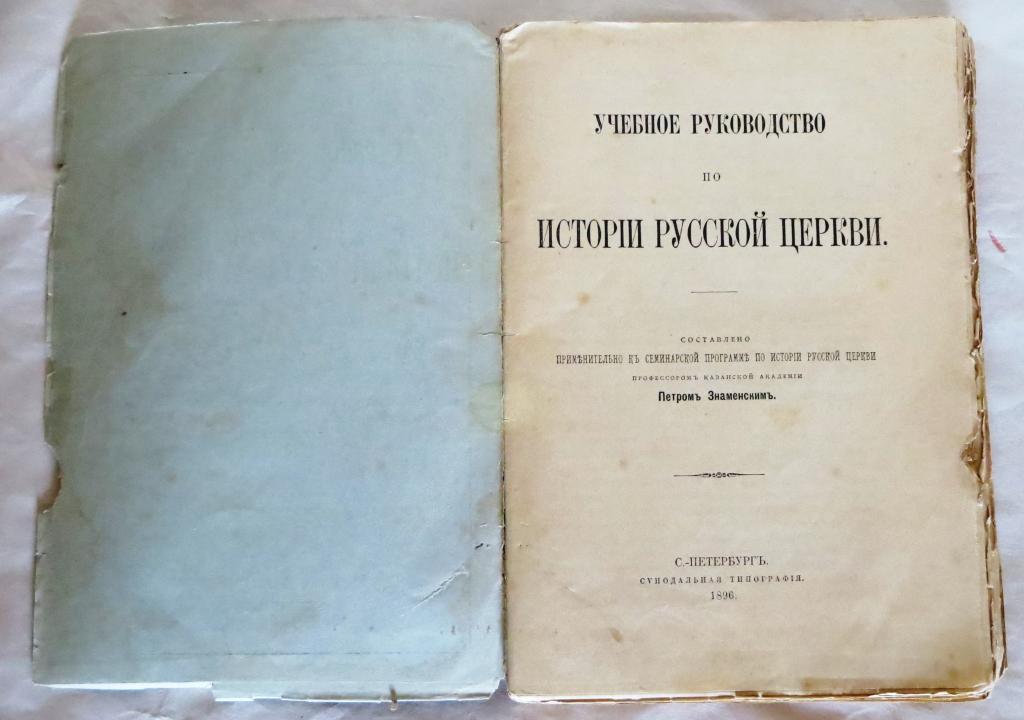 УЧЕБНОЕ РУКОВОДСТВО
ПО
ИСТОРІИ РУССКОЙ ЦЕРКВИ.
СОСТАВЛЕНО
ПРИМѢНИТЕЛЬНО КЪ СЕМИНАРСКОЙ ПРОГРАММѢ ПО ИСТОРІИ РУССКОЙ ЦЕРКВИ
ПРОФЕССОРОМЪ КАЗАНСКОЙ АКАДЕМІИ
Петромъ Знаменскимъ.
С.-ПЕТЕРБУРГЪ.
СѴНОДАЛЬНАЯ ТИПОГРАФІЯ.
1896.